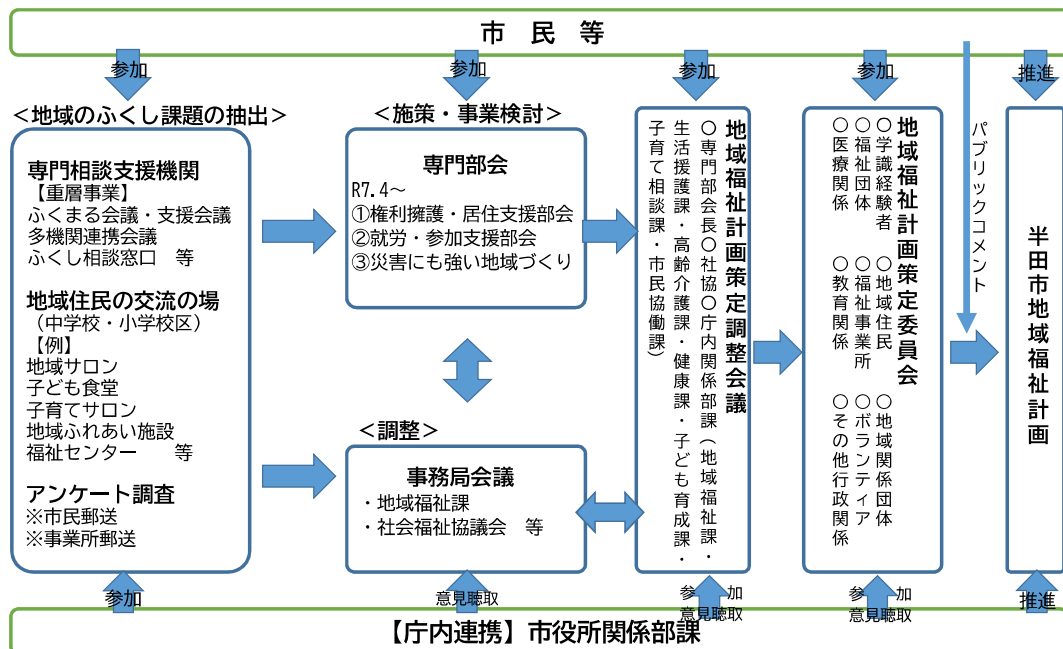 市 民 等
参加
参加
参加
参加
推進
＜地域のふくし課題の抽出＞
専門相談支援機関
【重層事業】
ふくまる会議・支援会議
多機関連携会議
ふくし相談窓口 等
地域住民の交流の場
（中学校・小学校区）
【例】
地域サロン
子ども食堂
子育てサロン
地域ふれあい施設
福祉センター 等
アンケート調査
※市民郵送
※事業所郵送
＜施策・事業検討＞
専門部会
R7.4～
①権利擁護・居住支援部会
②就労・参加支援部会
③災害にも強い地域づくり
＜調整＞
事務局会議
・地域福祉課
・社会福祉協議会 等
地域福祉計画策定調整会議
〇専門部会長〇社協〇庁内関係部課（地域福祉課・
生活援護課・高齢介護課・健康課・子ども育成課・
子育て相談課・市民協働課）
地域福祉計画策定委員会
〇学識経験者 〇地域住民 〇地域関係団体
〇福祉団体 〇福祉事業所 〇ボランティア
〇医療関係 〇教育関係 〇その他行政関係
パブリックコメント
半田市地域福祉計画
参加
意見聴取
参 加
意見聴取
参 加
意見聴取
推進
【庁内連携】市役所関係部課